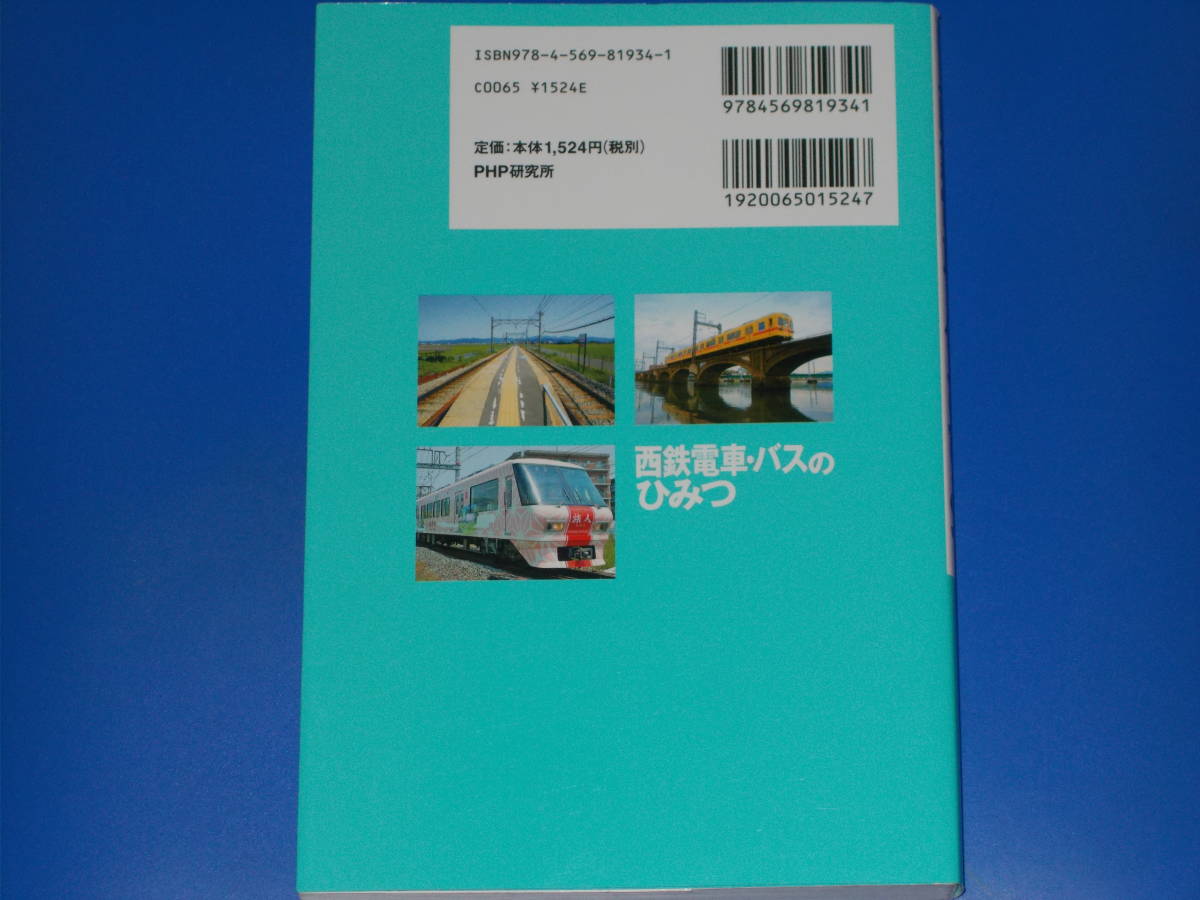 ISBN978-4-569-81934-1
C0065 ¥1524E
定価：本体1,524円（税別）
PHP研究所
9784569819341
1920065015247
西鉄電車・バスの
ひみつ
旅人